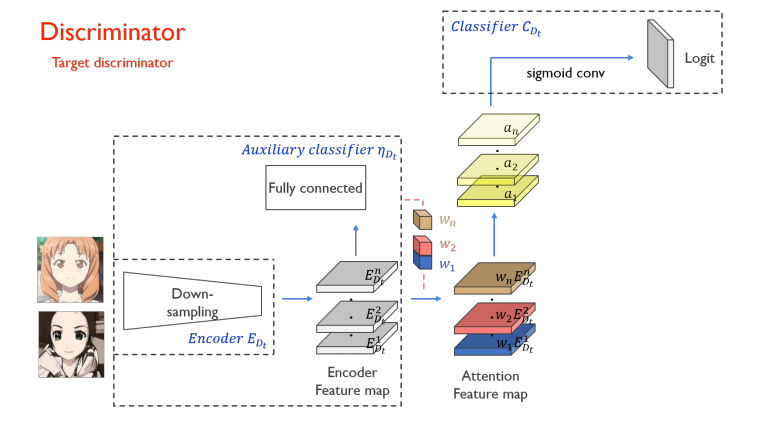 Discriminator
Target discriminator
Classifier C_{D_t}
sigmoid conv
Logit
a_n
a_2
a_1
Auxiliary classifier η_{D_t}
Fully connected
w_n
w_2
w_1
Down-
sampling
Encoder E_{D_t}
E^n_{D_t}
E^2_{D_t}
E^1_{D_t}
w_n E^n_{D_t}
w_2 E^2_{D_t}
w_1 E^1_{D_t}
Encoder
Feature map
Attention
Feature map